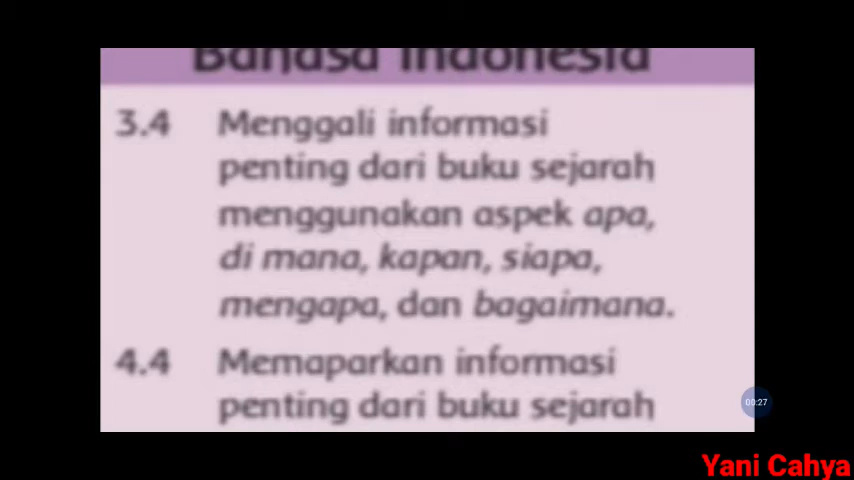 Bahasa Indonesia
3.4 Menggali informasi
penting dari buku sejarah
menggunakan aspek apa,
di mana, kapan, siapa,
mengapa, dan bagaimana.
4.4 Memaparkan informasi
penting dari buku sejarah
00:27
Yani Cahya